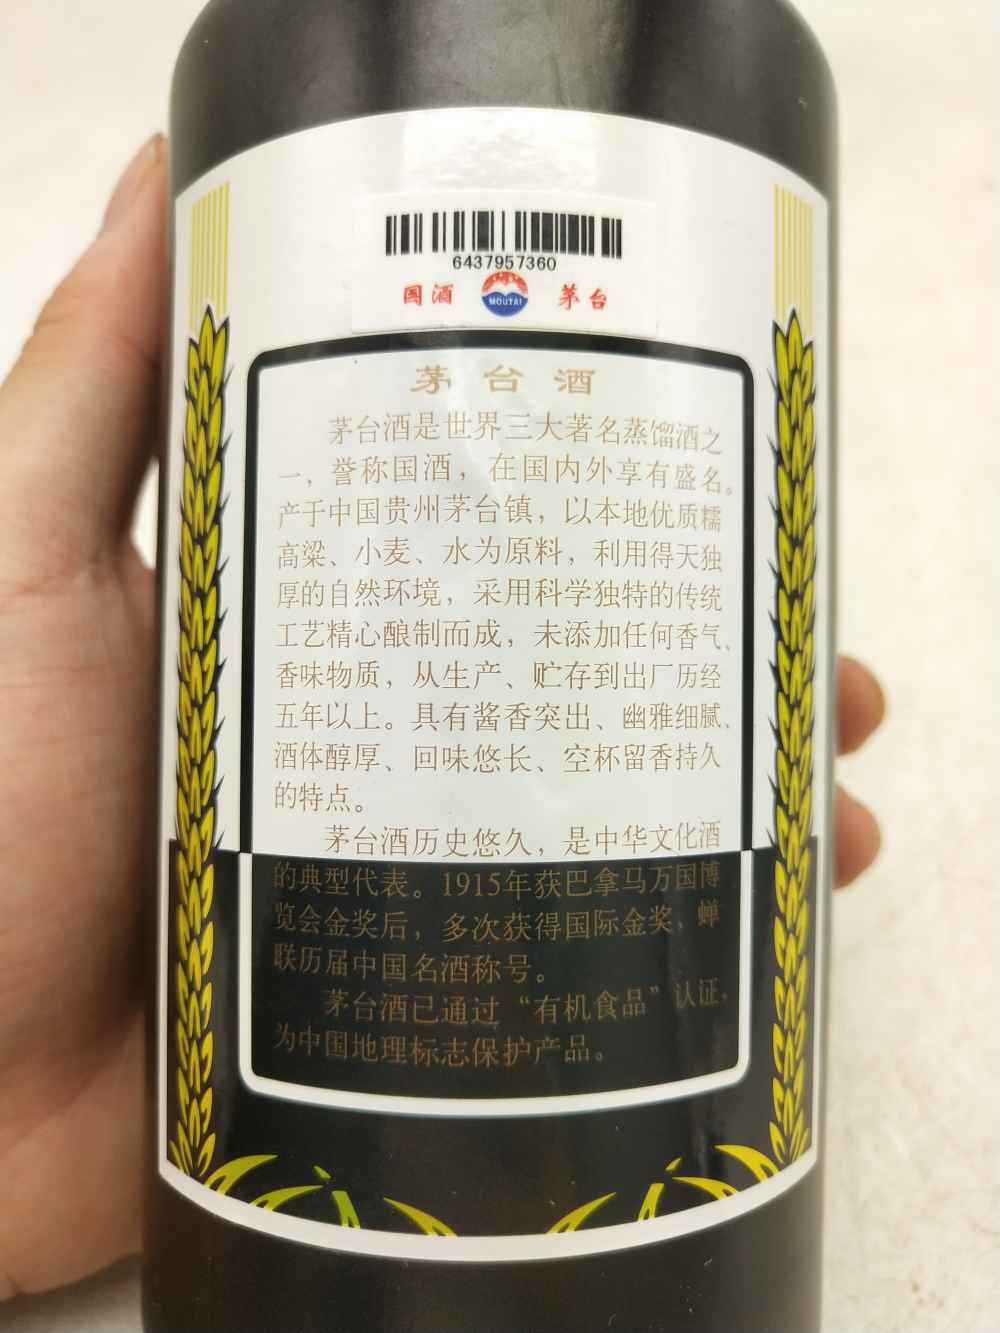 6437957360
国酒 MOUTAI 茅台
茅台酒
茅台酒是世界三大著名蒸馏酒之
一，誉称国酒，在国内外享有盛名。
产于中国贵州茅台镇，以本地优质糯
高粱、小麦、水为原料，利用得天独
厚的自然环境，采用科学独特的传统
工艺精心酿制而成，未添加任何香气、
香味物质，从生产、贮存到出厂历经
五年以上。具有酱香突出、幽雅细腻、
酒体醇厚、回味悠长、空杯留香持久
的特点。
茅台酒历史悠久，是中华文化酒
的典型代表。1915年获巴拿马万国博
览会金奖后，多次获得国际金奖，蝉
联历届中国名酒称号。
茅台酒已通过“有机食品”认证，
为中国地理标志保护产品。